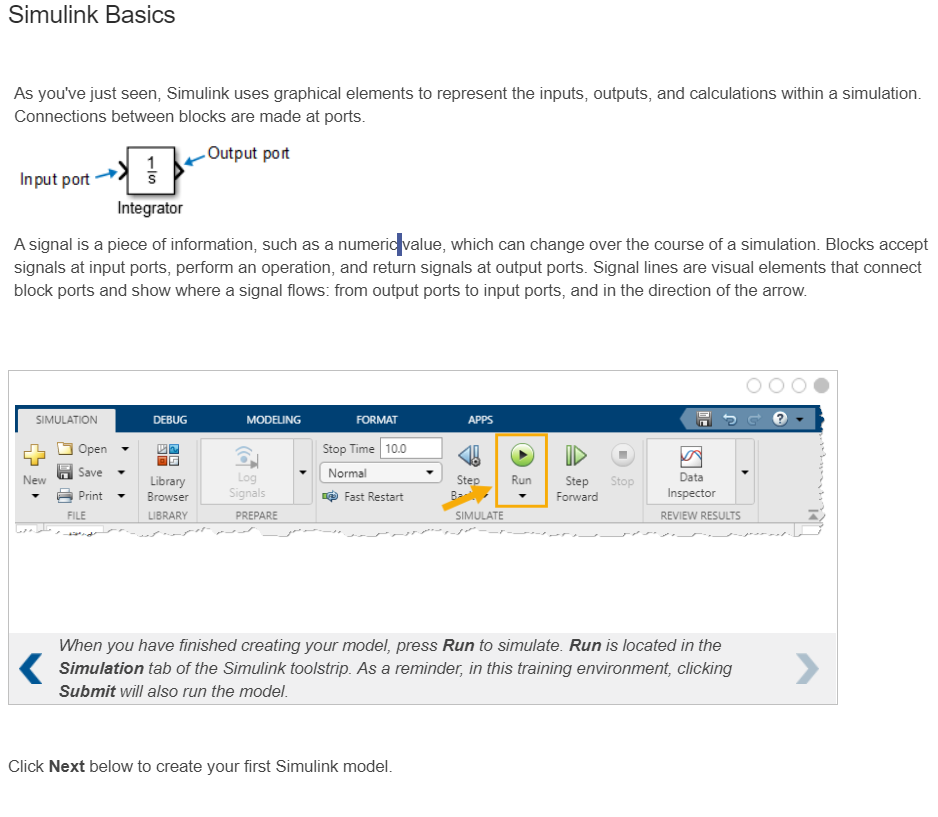 Simulink Basics
As you've just seen, Simulink uses graphical elements to represent the inputs, outputs, and calculations within a simulation.
Connections between blocks are made at ports.
Output port
Input port
1
s
Integrator
A signal is a piece of information, such as a numeric value, which can change over the course of a simulation. Blocks accept
signals at input ports, perform an operation, and return signals at output ports. Signal lines are visual elements that connect
block ports and show where a signal flows: from output ports to input ports, and in the direction of the arrow.
SIMULATION DEBUG MODELING FORMAT APPS ?
New
Open
Save
Print
FILE
Library
Browser
LIBRARY
Log
Signals
PREPARE
Stop Time 10.0
Normal
Fast Restart
Step
Run
Step
Forward
Stop
SIMULATE
Data
Inspector
REVIEW RESULTS
When you have finished creating your model, press Run to simulate. Run is located in the
Simulation tab of the Simulink toolstrip. As a reminder, in this training environment, clicking
Submit will also run the model.
Click Next below to create your first Simulink model.